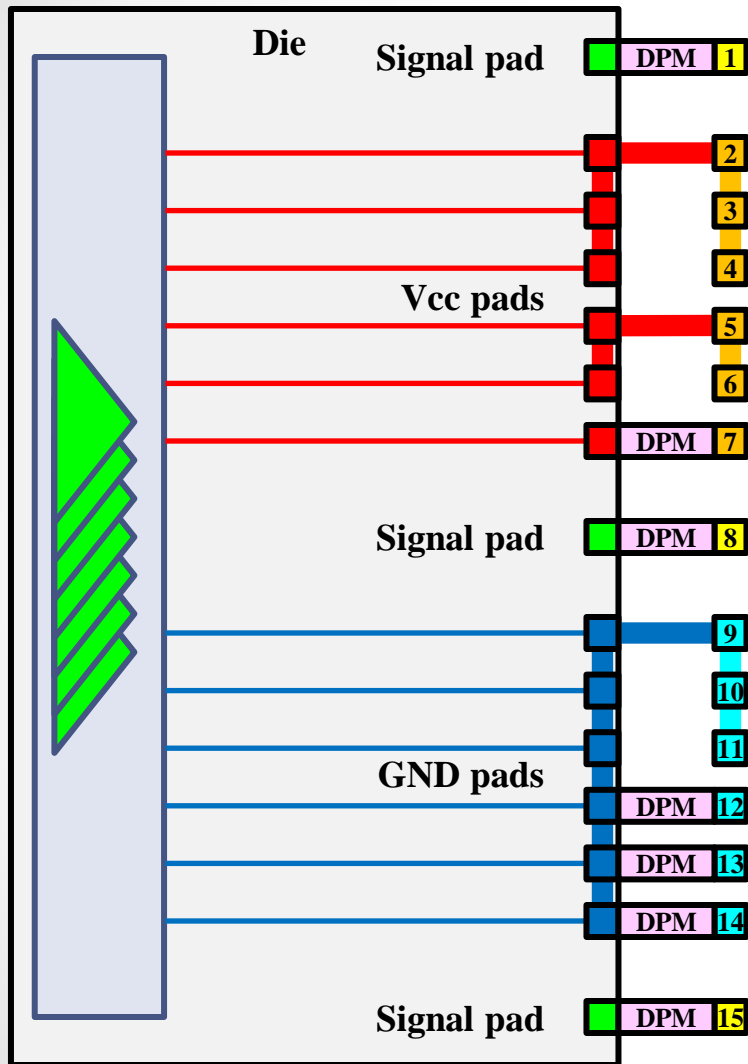 Die
Signal pad DPM 1
2
3
4
Vcc pads
5
6
DPM 7
Signal pad DPM 8
9
10
11
GND pads
DPM 12
DPM 13
DPM 14
Signal pad DPM 15